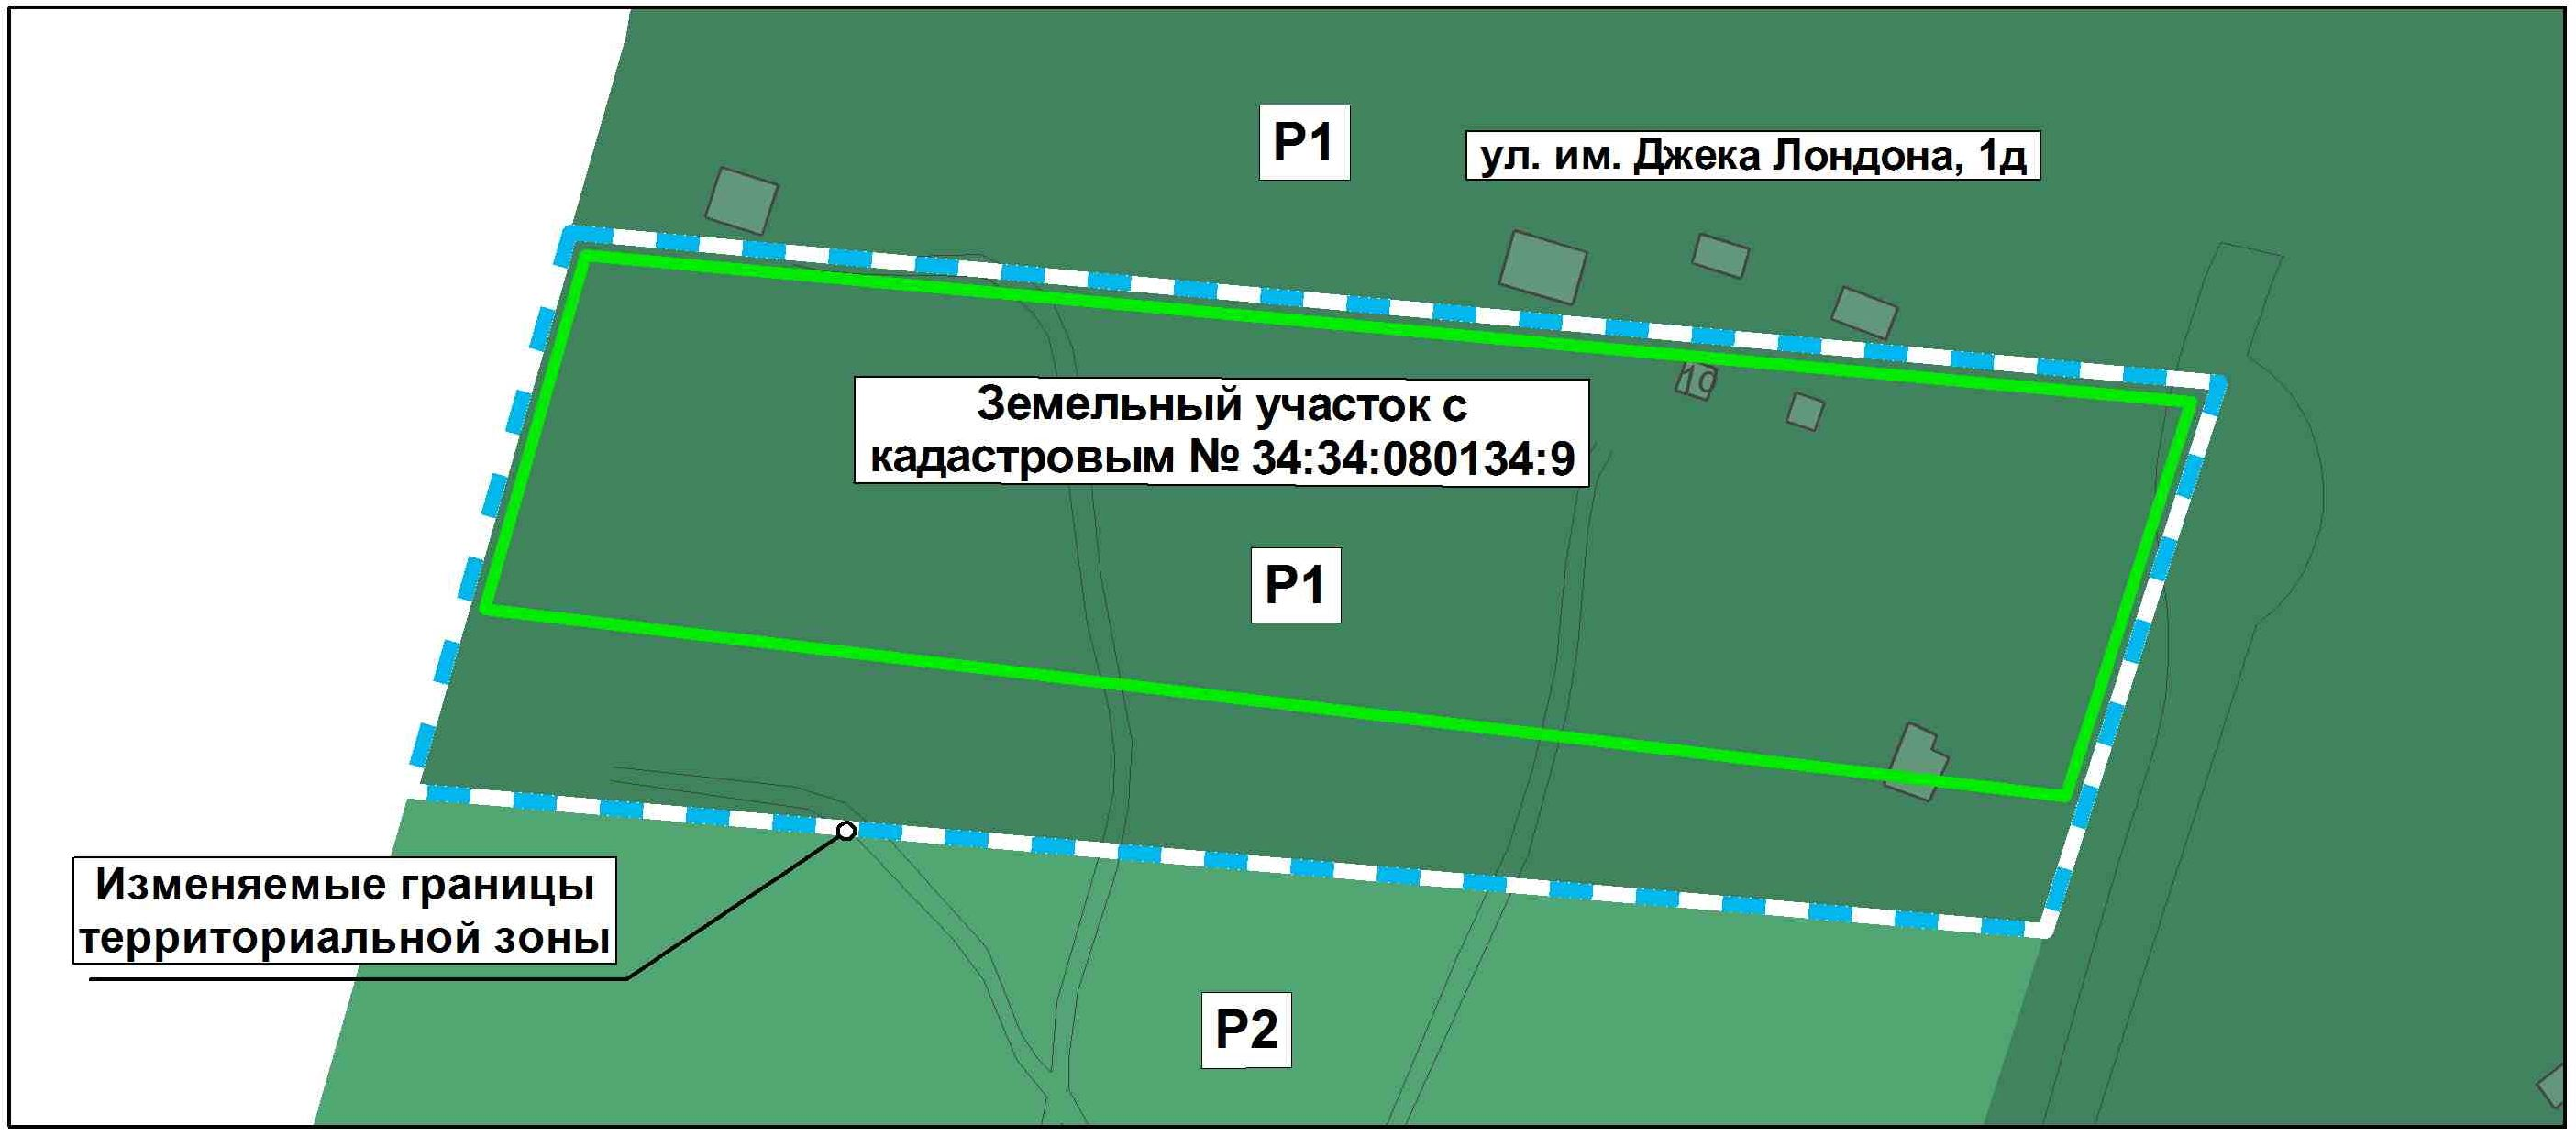 Р1
ул. им. Джека Лондона, 1д
Земельный участок с
кадастровым № 34:34:080134:9
Р1
Изменяемые границы
территориальной зоны
Р2